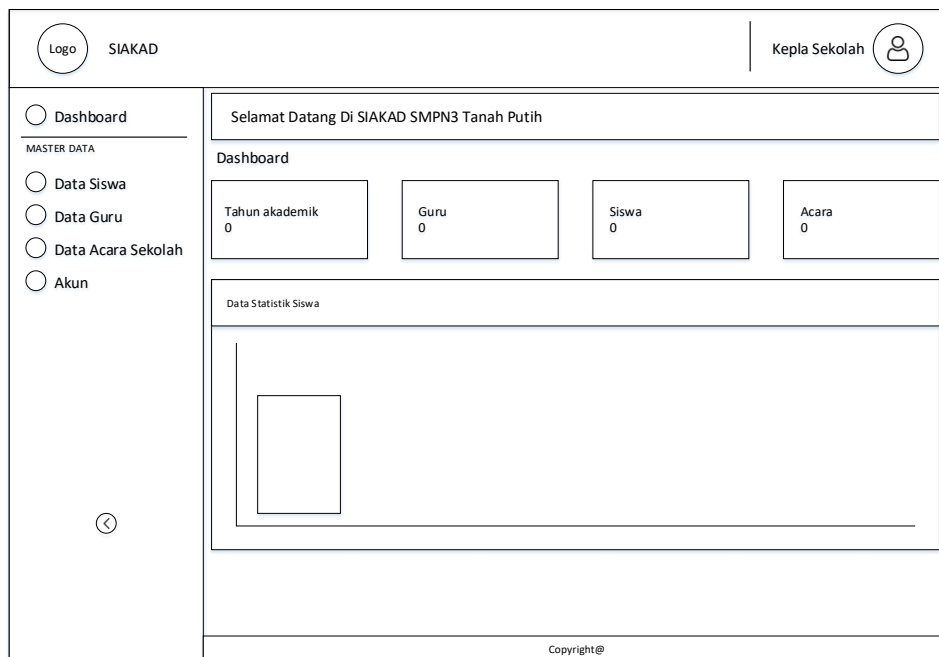 Logo
SIAKAD
Kepla Sekolah
Dashboard
MASTER DATA
Data Siswa
Data Guru
Data Acara Sekolah
Akun
Selamat Datang Di SIAKAD SMPN3 Tanah Putih
Dashboard
Tahun akademik
0
Guru
0
Siswa
0
Acara
0
Data Statistik Siswa
Copyright@